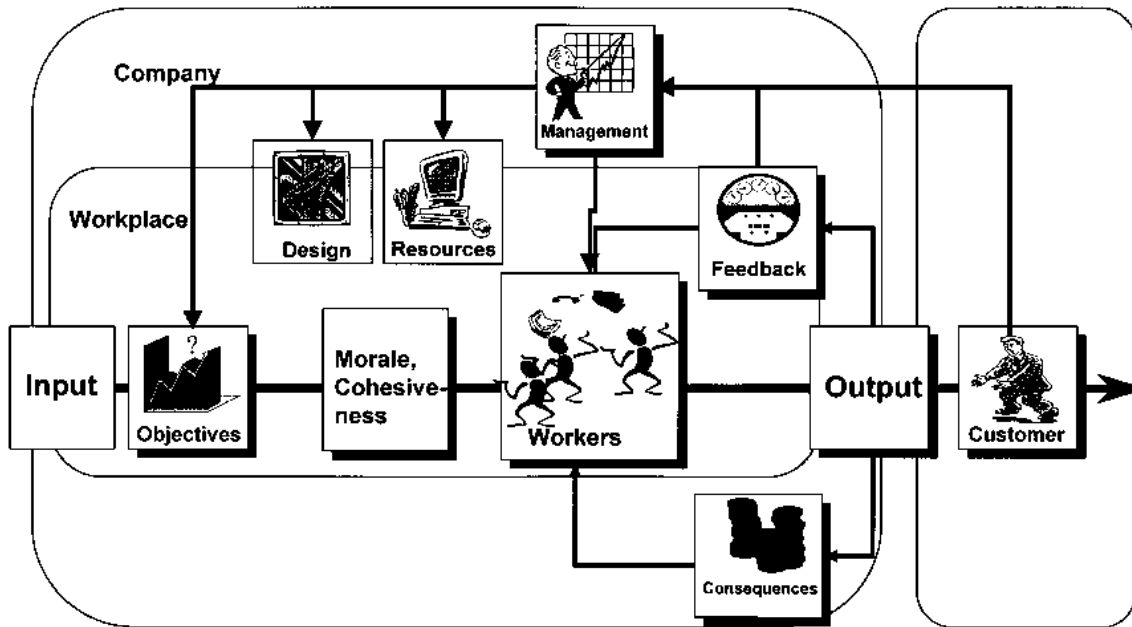 Company
Management
Workplace
Design
Resources
Feedback
Input
?
Objectives
Morale,
Cohesive-
ness
Workers
Output
Customer
Consequences